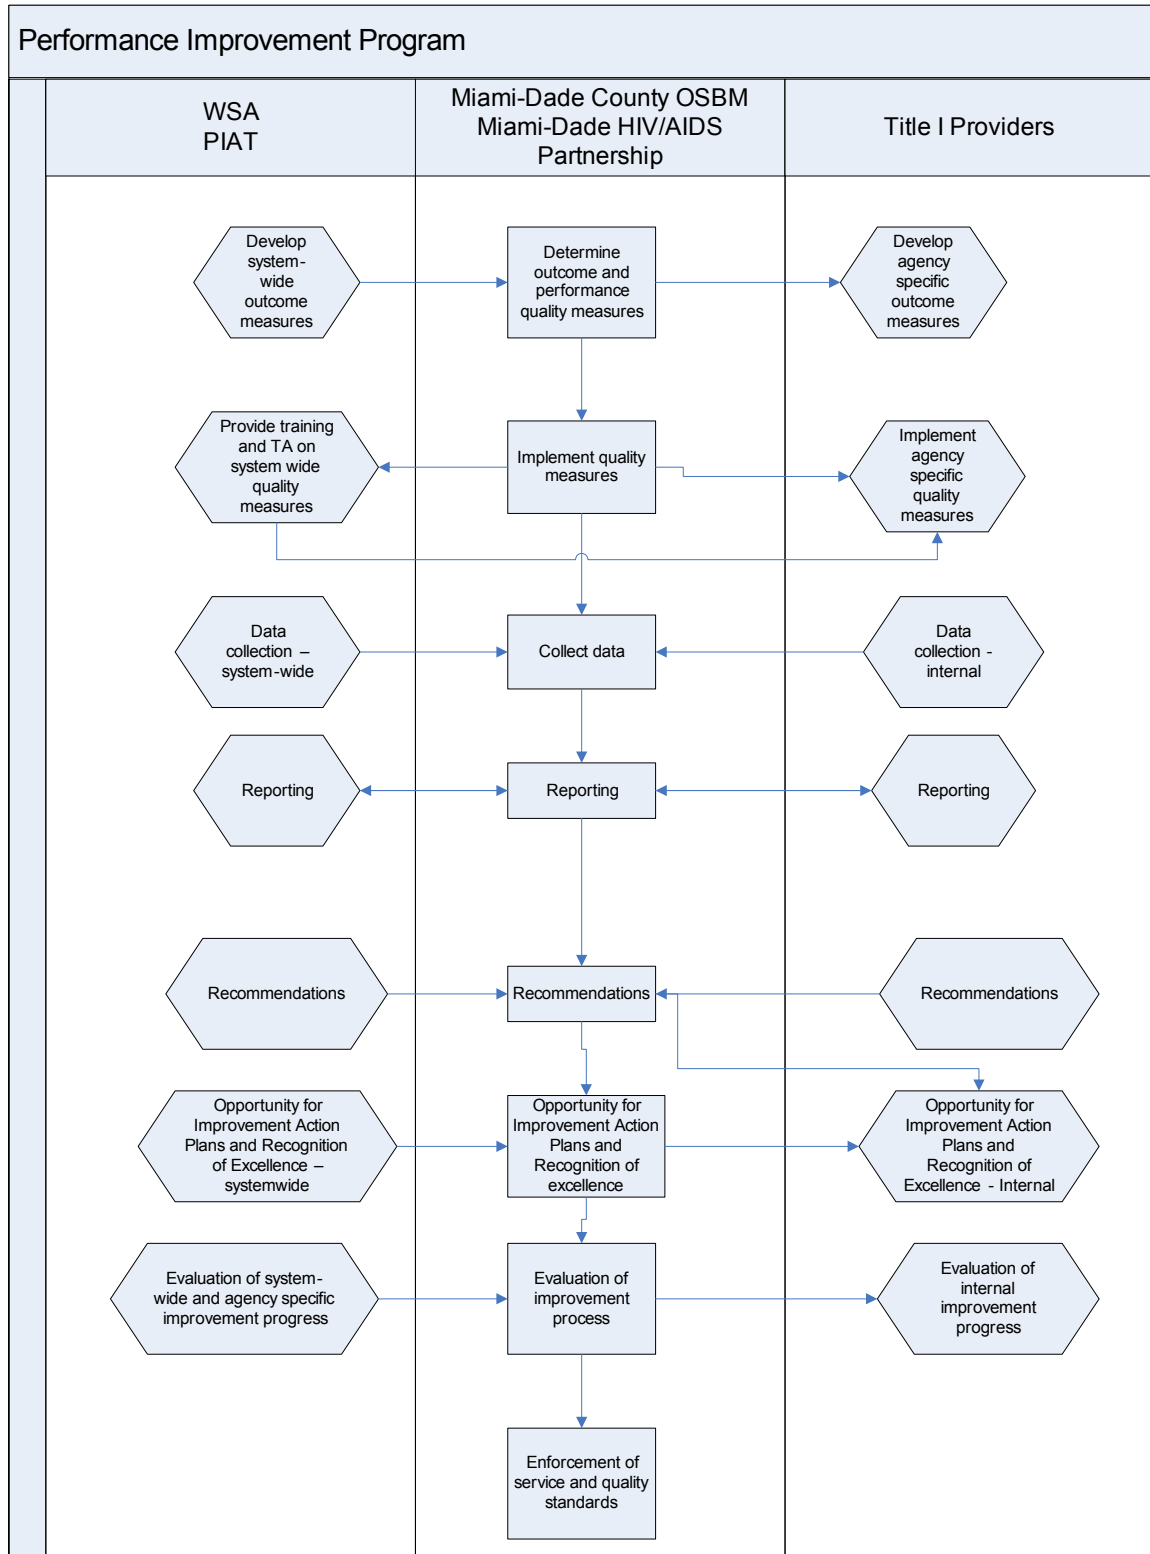 Performance Improvement Program
WSA
PIAT
Miami-Dade County OSBM
Miami-Dade HIV/AIDS
Partnership
Title I Providers
Develop
system-
wide
outcome
measures
Determine
outcome and
performance
quality measures
Develop
agency
specific
outcome
measures
Provide training
and TA on
system wide
quality
measures
Implement quality
measures
Implement
agency
specific
quality
measures
Data
collection –
system-wide
Collect data
Data
collection -
internal
Reporting
Reporting
Reporting
Recommendations
Recommendations
Recommendations
Opportunity for
Improvement Action
Plans and Recognition
of Excellence –
systemwide
Opportunity for
Improvement Action
Plans and
Recognition of
excellence
Opportunity for
Improvement Action
Plans and
Recognition of
Excellence - Internal
Evaluation of system-
wide and agency specific
improvement progress
Evaluation of
improvement
process
Evaluation of
internal
improvement
progress
Enforcement of
service and quality
standards